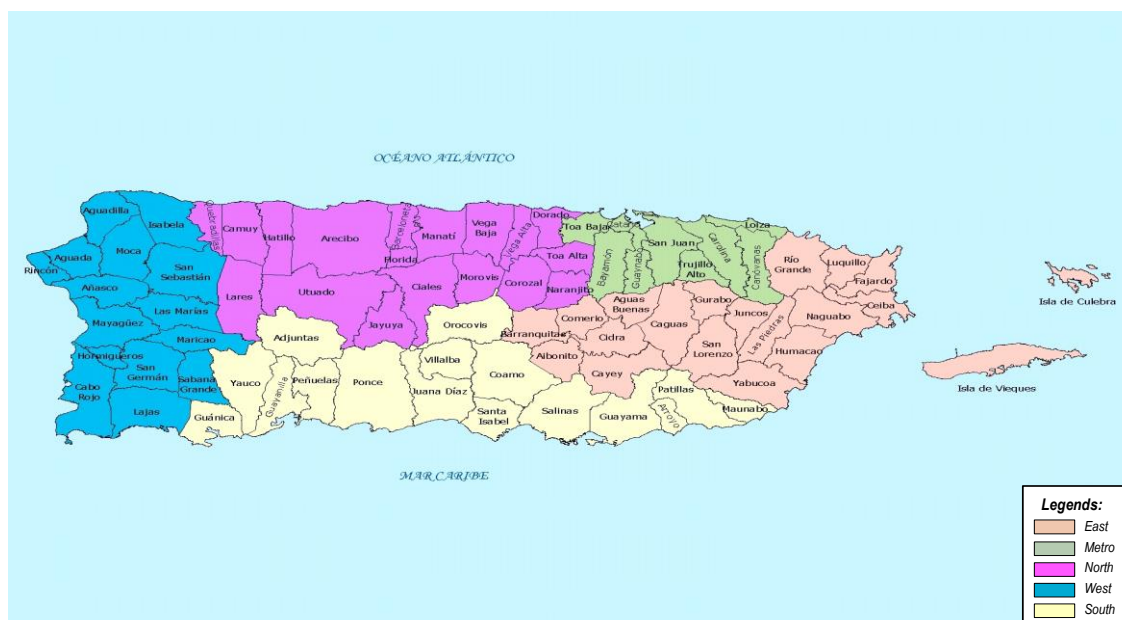 OCÉANO ATLÁNTICO
Aguadilla
Isabela
Quebradillas
Camuy
Hatillo
Arecibo
Barceloneta
Manatí
Vega Baja
Vega Alta
Dorado
Toa Baja
Cataño
San Juan
Carolina
Loíza
Aguada
Moca
San Sebastián
Florida
Toa Alta
Bayamón
Guaynabo
Trujillo Alto
Canóvanas
Río Grande
Luquillo
Fajardo
Rincón
Añasco
Lares
Utuado
Ciales
Morovis
Corozal
Naranjito
Aguas Buenas
Gurabo
Juncos
Ceiba
Isla de Culebra
Mayagüez
Las Marías
Maricao
Adjuntas
Jayuya
Orocovis
Barranquitas
Comerío
Cidra
Caguas
San Lorenzo
Las Piedras
Naguabo
Humacao
Hormigueros
San Germán
Sabana Grande
Yauco
Guayanilla
Peñuelas
Ponce
Villalba
Juana Díaz
Coamo
Aibonito
Cayey
Yabucoa
Isla de Vieques
Cabo Rojo
Lajas
Guánica
Santa Isabel
Salinas
Guayama
Arroyo
Patillas
Maunabo
MAR CARIBE
Legends:
East
Metro
North
West
South